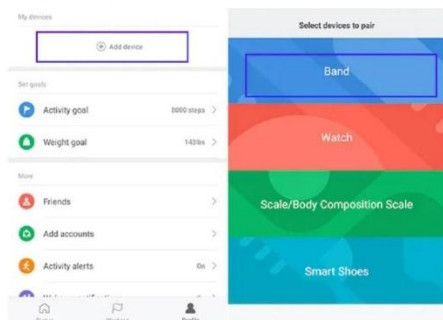 My devices
Add device
Set goals
Activity goal 8000 steps
Weight goal 143lbs
More
Friends
Add accounts
Activity alerts On
Profile
Select devices to pair
Band
Watch
Scale/Body Composition Scale
Smart Shoes